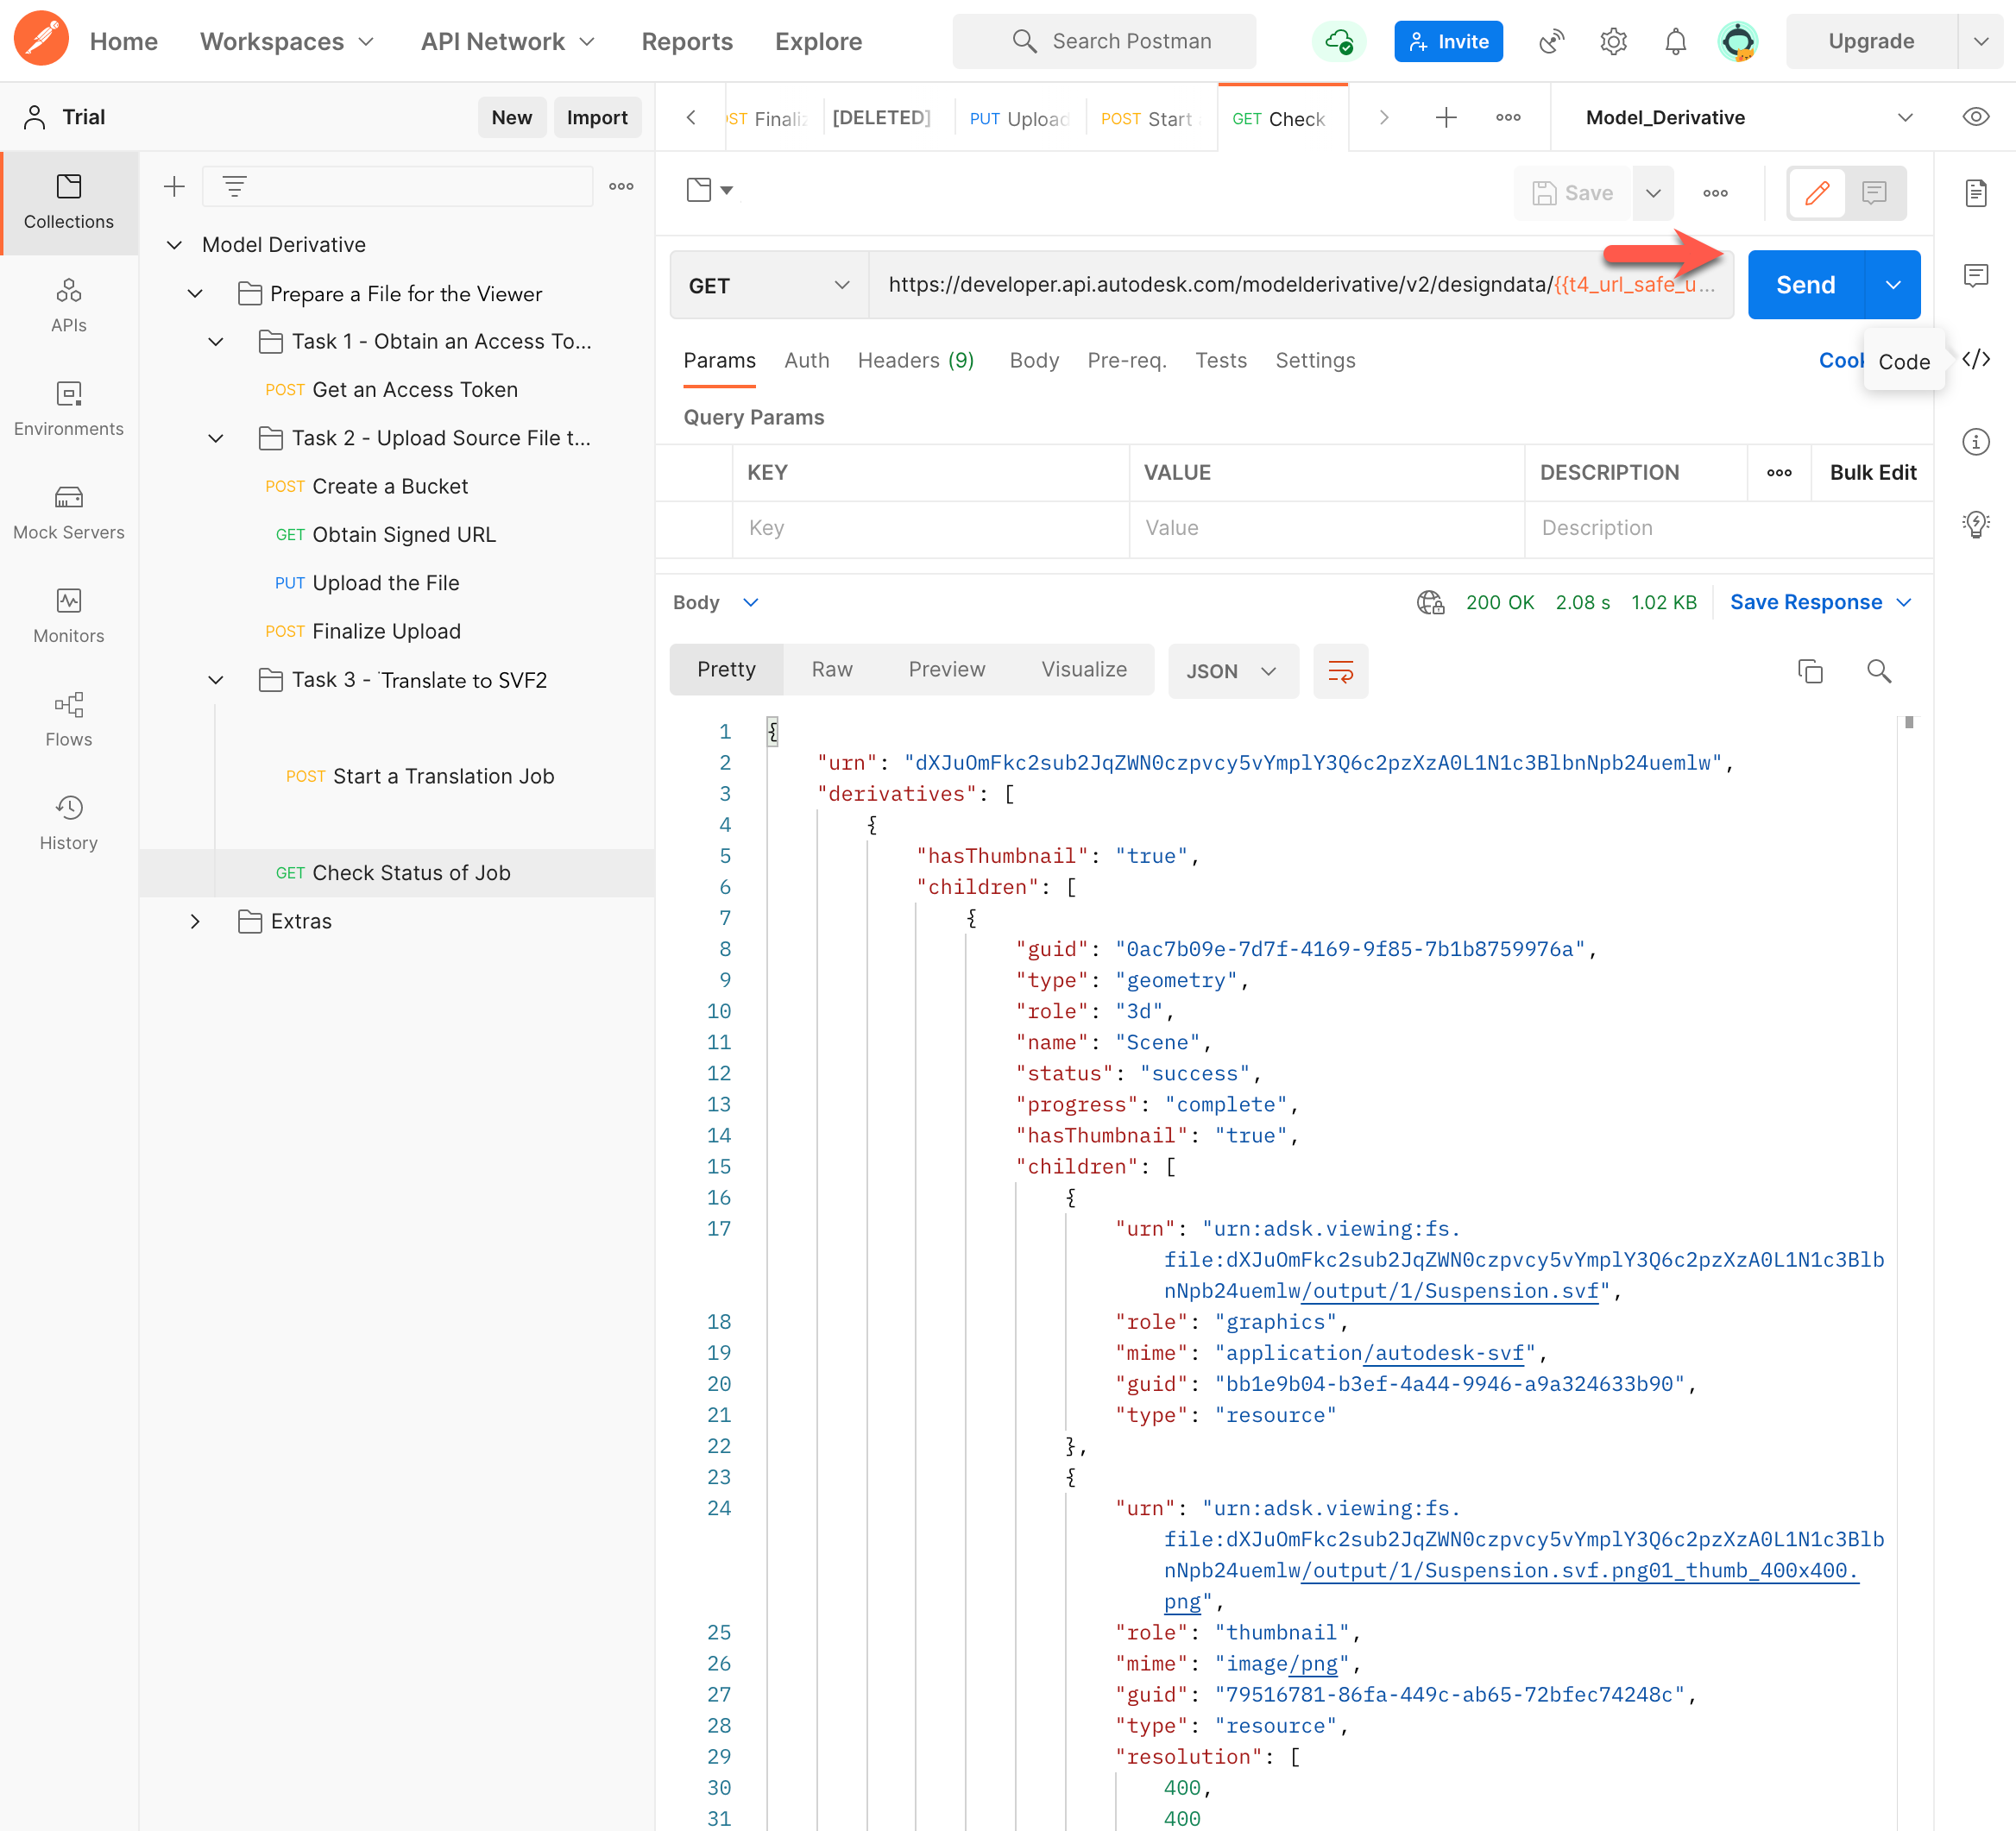 Home Workspaces API Network Reports Explore Search Postman Invite Upgrade
Trial New Import
ST Finaliz [DELETED] PUT Upload POST Start GET Check Model_Derivative
Collections
APIs
Environments
Mock Servers
Monitors
Flows
History
Model Derivative
Prepare a File for the Viewer
Task 1 - Obtain an Access To...
POST Get an Access Token
Task 2 - Upload Source File t...
POST Create a Bucket
GET Obtain Signed URL
PUT Upload the File
POST Finalize Upload
Task 3 - Translate to SVF2
POST Start a Translation Job
GET Check Status of Job
Extras
Save
GET https://developer.api.autodesk.com/modelderivative/v2/designdata/{{t4_url_safe_u... Send
Params Auth Headers (9) Body Pre-req. Tests Settings Cook Code </>
Query Params
KEY VALUE DESCRIPTION Bulk Edit
Key Value Description
Body 200 OK 2.08 s 1.02 KB Save Response
Pretty Raw Preview Visualize JSON
1 {
2 "urn": "dXJuOmFkc2sub2JqZWN0czpvcy5vYmplY3Q6c2pzXzA0L1N1c3BlbnNpb24uemlw",
3 "derivatives": [
4 {
5 "hasThumbnail": "true",
6 "children": [
7 {
8 "guid": "0ac7b09e-7d7f-4169-9f85-7b1b8759976a",
9 "type": "geometry",
10 "role": "3d",
11 "name": "Scene",
12 "status": "success",
13 "progress": "complete",
14 "hasThumbnail": "true",
15 "children": [
16 {
17 "urn": "urn:adsk.viewing:fs.
file:dXJuOmFkc2sub2JqZWN0czpvcy5vYmplY3Q6c2pzXzA0L1N1c3Blb
nNpb24uemlw/output/1/Suspension.svf",
18 "role": "graphics",
19 "mime": "application/autodesk-svf",
20 "guid": "bb1e9b04-b3ef-4a44-9946-a9a324633b90",
21 "type": "resource"
22 },
23 {
24 "urn": "urn:adsk.viewing:fs.
file:dXJuOmFkc2sub2JqZWN0czpvcy5vYmplY3Q6c2pzXzA0L1N1c3Blb
nNpb24uemlw/output/1/Suspension.svf.png01_thumb_400x400.
png",
25 "role": "thumbnail",
26 "mime": "image/png",
27 "guid": "79516781-86fa-449c-ab65-72bfec74248c",
28 "type": "resource",
29 "resolution": [
30 400,
31 400